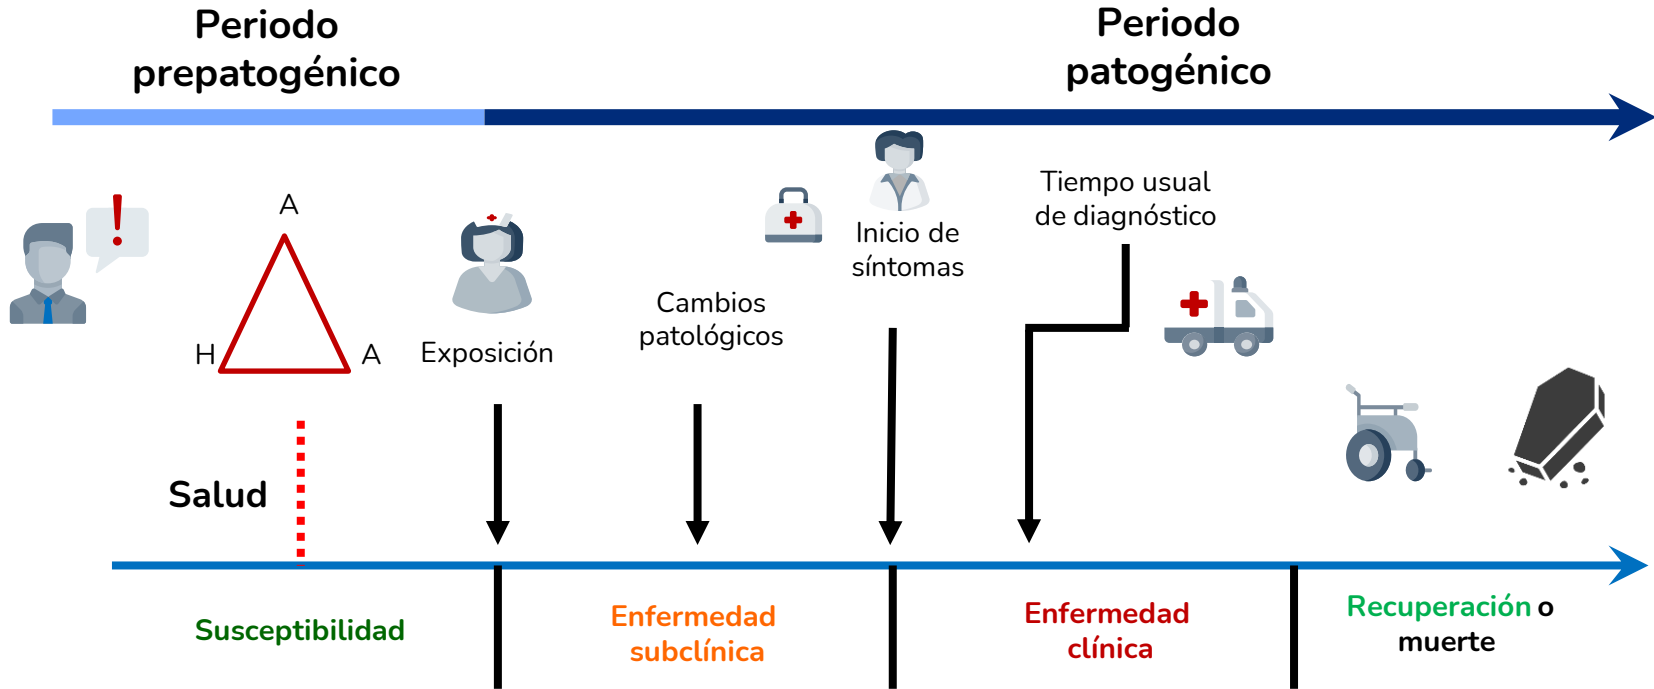 Periodo
prepatogénico
Periodo
patogénico
A
H
A
Exposición
Cambios
patológicos
Inicio de
síntomas
Tiempo usual
de diagnóstico
Salud
Susceptibilidad
Enfermedad
subclínica
Enfermedad
clínica
Recuperación o
muerte